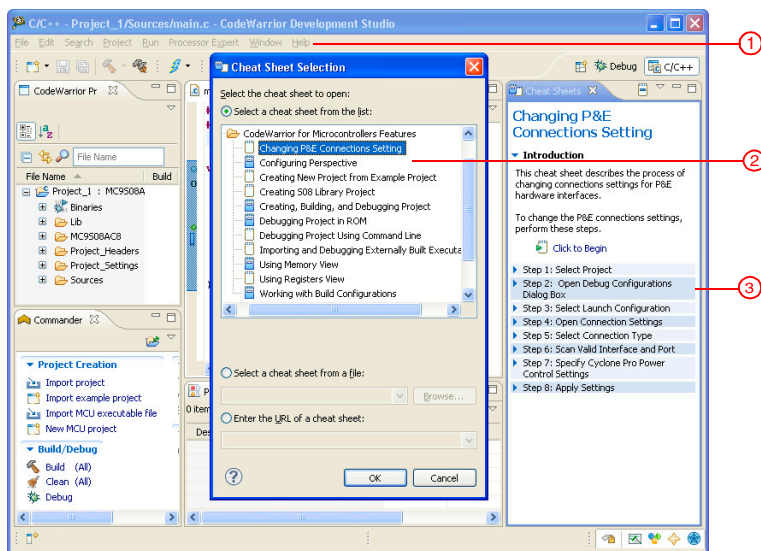 C/C++ - Project_1/Sources/main.c - CodeWarrior Development Studio
File Edit Search Project Run Processor Expert Window Help
1
Debug
C/C++
CodeWarrior Pr
File Name
File Name
Build
Project_1 : MC9S08A
Binaries
Lib
MC9S08AC8
Project_Headers
Project_Settings
Sources
Commander
Project Creation
Import project
Import example project
Import MCU executable file
New MCU project
Build/Debug
Build (All)
Clean (All)
Debug
m
P
0 item
Des
Cheat Sheet Selection
Select the cheat sheet to open:
Select a cheat sheet from the list:
CodeWarrior for Microcontrollers Features
Changing P&E Connections Setting
Configuring Perspective
Creating New Project from Example Project
Creating S08 Library Project
Creating, Building, and Debugging Project
Debugging Project in ROM
Debugging Project Using Command Line
Importing and Debugging Externally Built Executa
Using Memory View
Using Registers View
Working with Build Configurations
2
Select a cheat sheet from a file:
Browse...
Enter the URL of a cheat sheet:
?
OK
Cancel
Cheat Sheets
Changing P&E
Connections Setting
Introduction
This cheat sheet describes the process of
changing connections settings for P&E
hardware interfaces.
To change the P&E connections settings,
perform these steps.
Click to Begin
Step 1: Select Project
Step 2: Open Debug Configurations
Dialog Box
3
Step 3: Select Launch Configuration
Step 4: Open Connection Settings
Step 5: Select Connection Type
Step 6: Scan Valid Interface and Port
Step 7: Specify Cyclone Pro Power
Control Settings
Step 8: Apply Settings